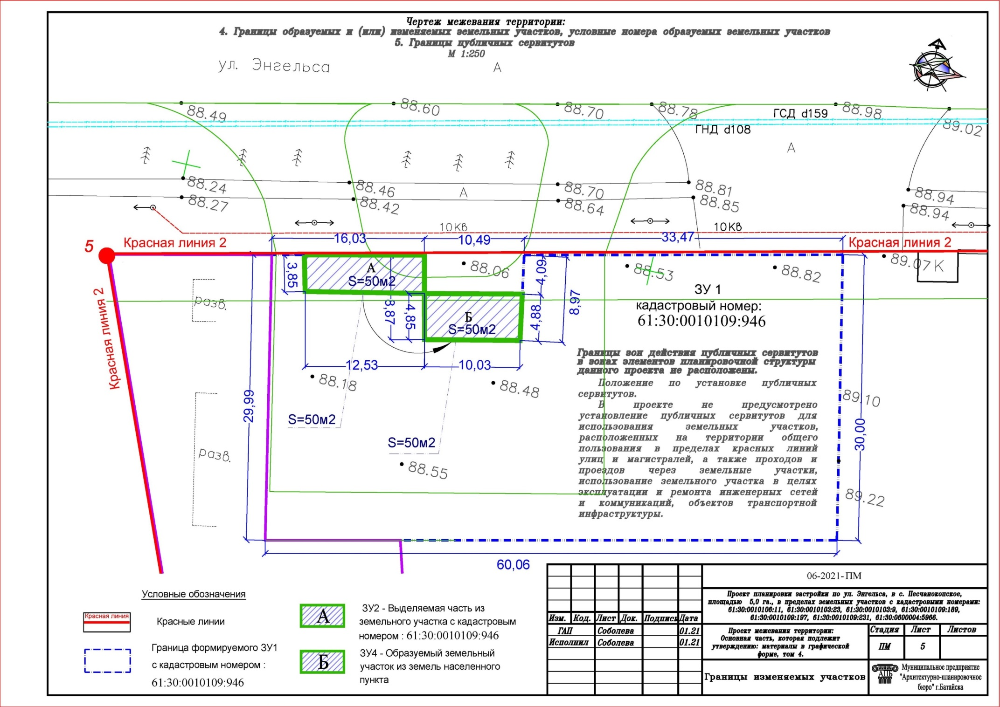 Чертеж межевания территории:
4. Границы образуемых и (или) изменяемых земельных участков, условные номера образуемых земельных участков
5. Границы публичных сервитутов
М 1:250
ул. Энгельса
А
88.49
88.60
88.70
88.78
ГСД d159
88.98
ГНД d108
89.02
А
88.24
88.46
А
88.70
88.81
88.94
88.27
88.42
88.64
88.85
88.94
10Кв
10Кв
16,03
10,49
33,47
5
Красная линия 2
Красная линия 2
3,85
А
S=50м2
88.06
4,09
88.53
88.82
89.07
К
ЗУ 1
кадастровый номер:
61:30:0010109:946
Красная линия 2
разв.
8,87
4,85
Б
S=50м2
4,88
8,97
12,53
10,03
88.18
88.48
29,99
S=50м2
S=50м2
88.55
разв.
Границы зон действия публичных сервитутов
в зонах элементов планировочной структуры
данного проекта не расположены.
Положение по установке публичных
сервитутов.
В проекте не предусмотрено
установление публичных сервитутов для
использования земельных участков,
расположенных на территории общего
пользования в пределах красных линий
улиц и магистралей, а также проходов и
проездов через земельные участки,
использование земельного участка в целях
эксплуатации и ремонта инженерных сетей
и коммуникаций, объектов транспортной
инфраструктуры.
89.10
30,00
89.22
60,06
Условные обозначения
Красная линия
Красные линии
Граница формируемого ЗУ1
с кадастровым номером :
61:30:0010109:946
А
ЗУ2 - Выделяемая часть из
земельного участка с кадастровым
номером : 61:30:0010109:946
Б
ЗУ4 - Образуемый земельный
участок из земель населенного
пункта
06-2021-ПМ
Проект планировки застройки по ул. Энгельса, в с. Песчанокопское,
площадью 5,0 га., в пределах земельных участков с кадастровыми номерами:
61:30:0010106:11, 61:30:0010103:23, 61:30:0010103:9, 61:30:0010109:189,
61:30:0010109:197, 61:30:0010109:231, 61:30:0600004:5966.
Изм. Код. Лист Док. Подпись Дата
ГАП Соболева 01.21
Исполнил Соболева 01.21
Проект межевания территории:
Основная часть, которая подлежит
утверждению: материалы в графической
форме, том 4.
Стадия Лист Листов
ПМ 5
Границы изменяемых участков
АПБ
Муниципальное предприятие
"Архитектурно-планировочное
бюро" г.Батайска